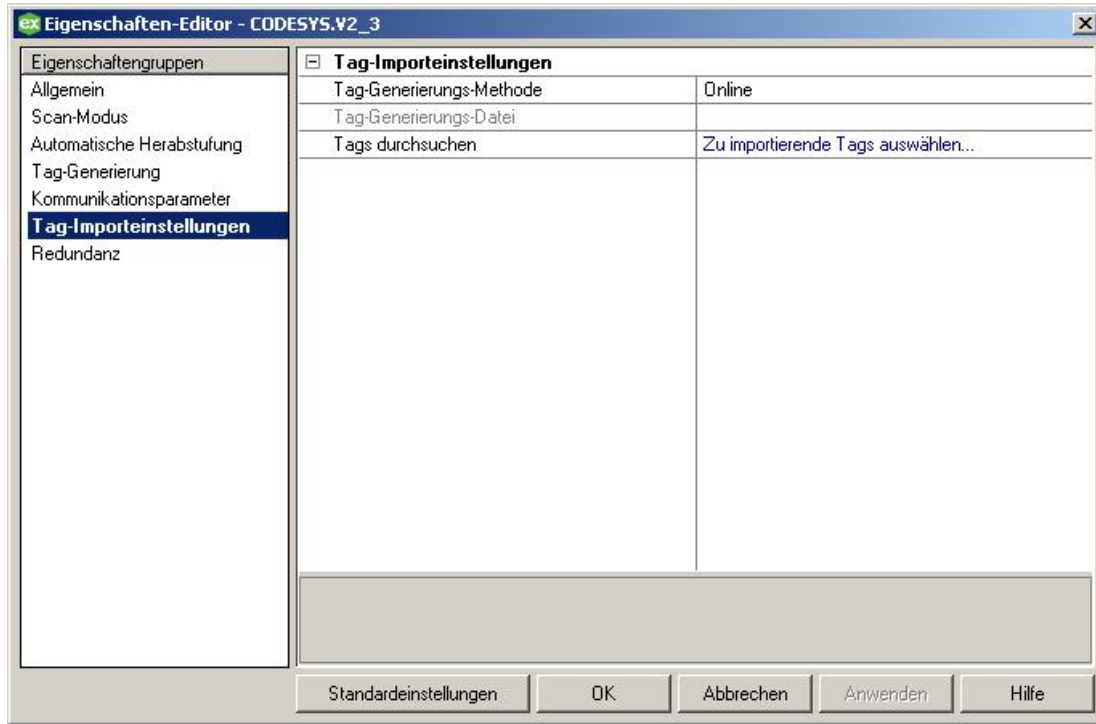 ex Eigenschaften-Editor - CODESYS.V2_3
Eigenschaftengruppen
Allgemein
Scan-Modus
Automatische Herabstufung
Tag-Generierung
Kommunikationsparameter
Tag-Importeinstellungen
Redundanz
Tag-Importeinstellungen
Tag-Generierungs-Methode Online
Tag-Generierungs-Datei
Tags durchsuchen Zu importierende Tags auswählen...
Standardeinstellungen OK Abbrechen Anwenden Hilfe